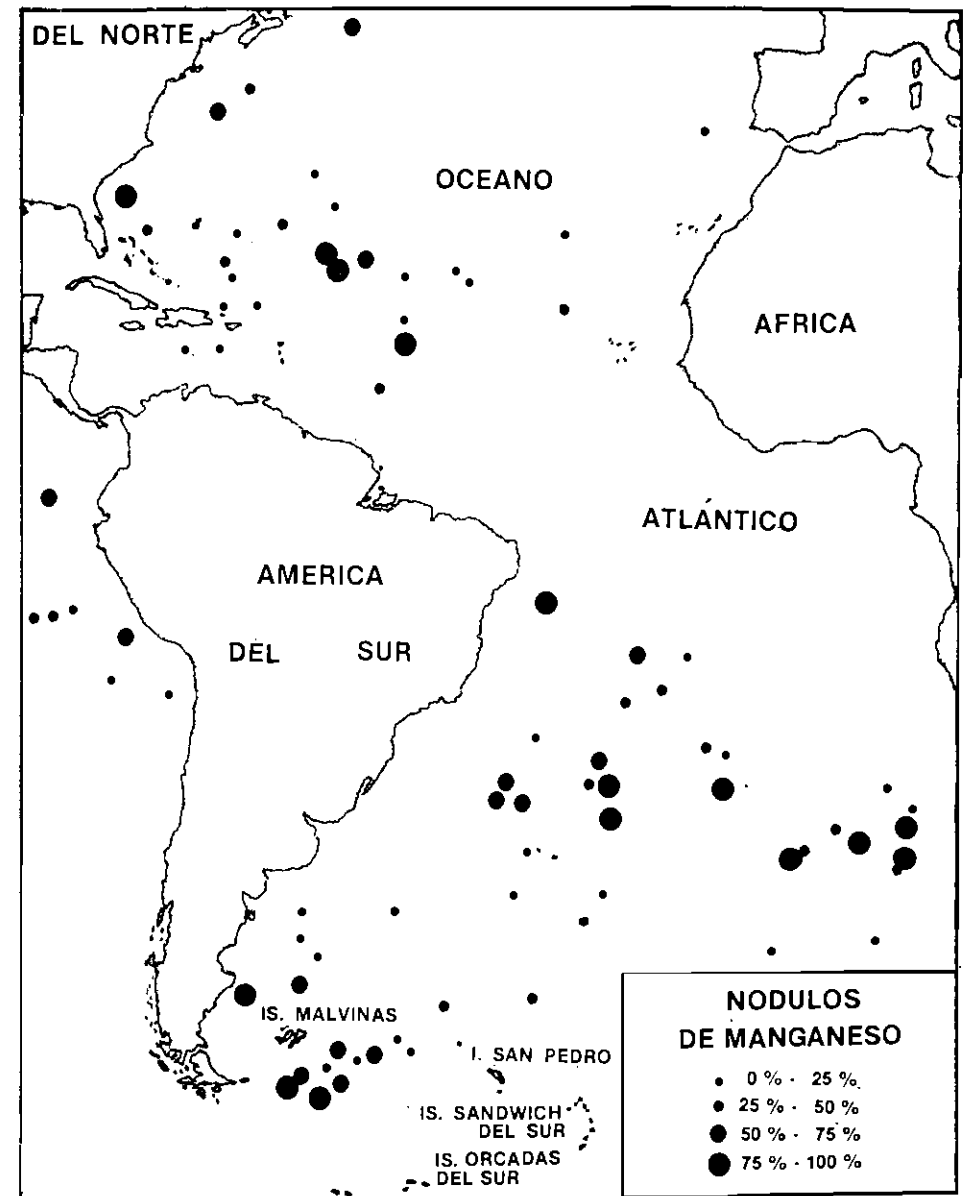 DEL NORTE
OCEANO
AFRICA
ATLÁNTICO
AMERICA
DEL SUR
IS. MALVINAS
I. SAN PEDRO
IS. SANDWICH
DEL SUR
IS. ORCADAS
DEL SUR
NODULOS
DE MANGANESO
0 % - 25 %
25 % - 50 %
50 % - 75 %
75 % - 100 %